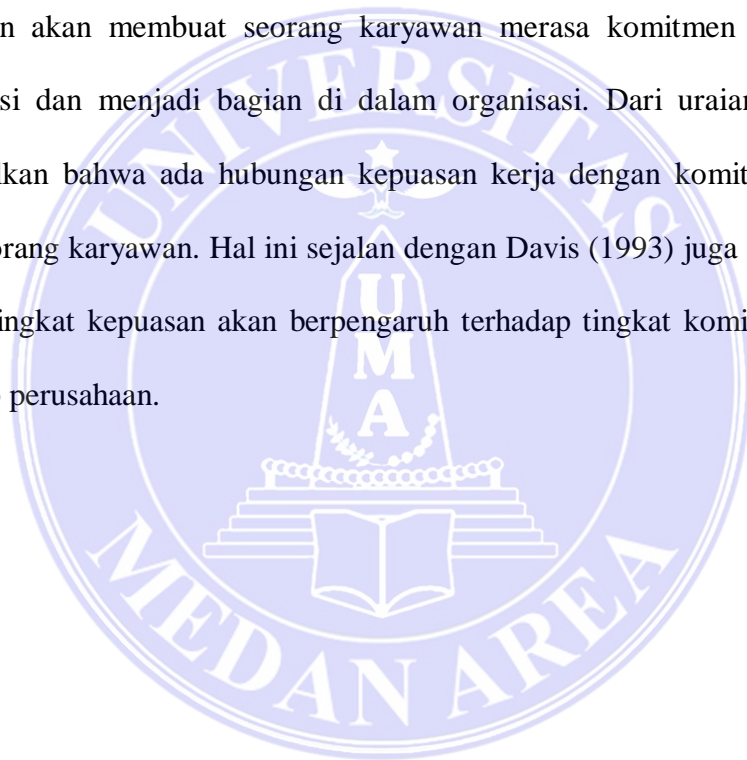 n akan membuat seorang karyawan merasa komitmen
si dan menjadi bagian di dalam organisasi. Dari uraian
lkan bahwa ada hubungan kepuasan kerja dengan komit
orang karyawan. Hal ini sejalan dengan Davis (1993) juga
ingkat kepuasan akan berpengaruh terhadap tingkat komi
perusahaan.
UNIVERSITAS
UMA
MEDAN AREA